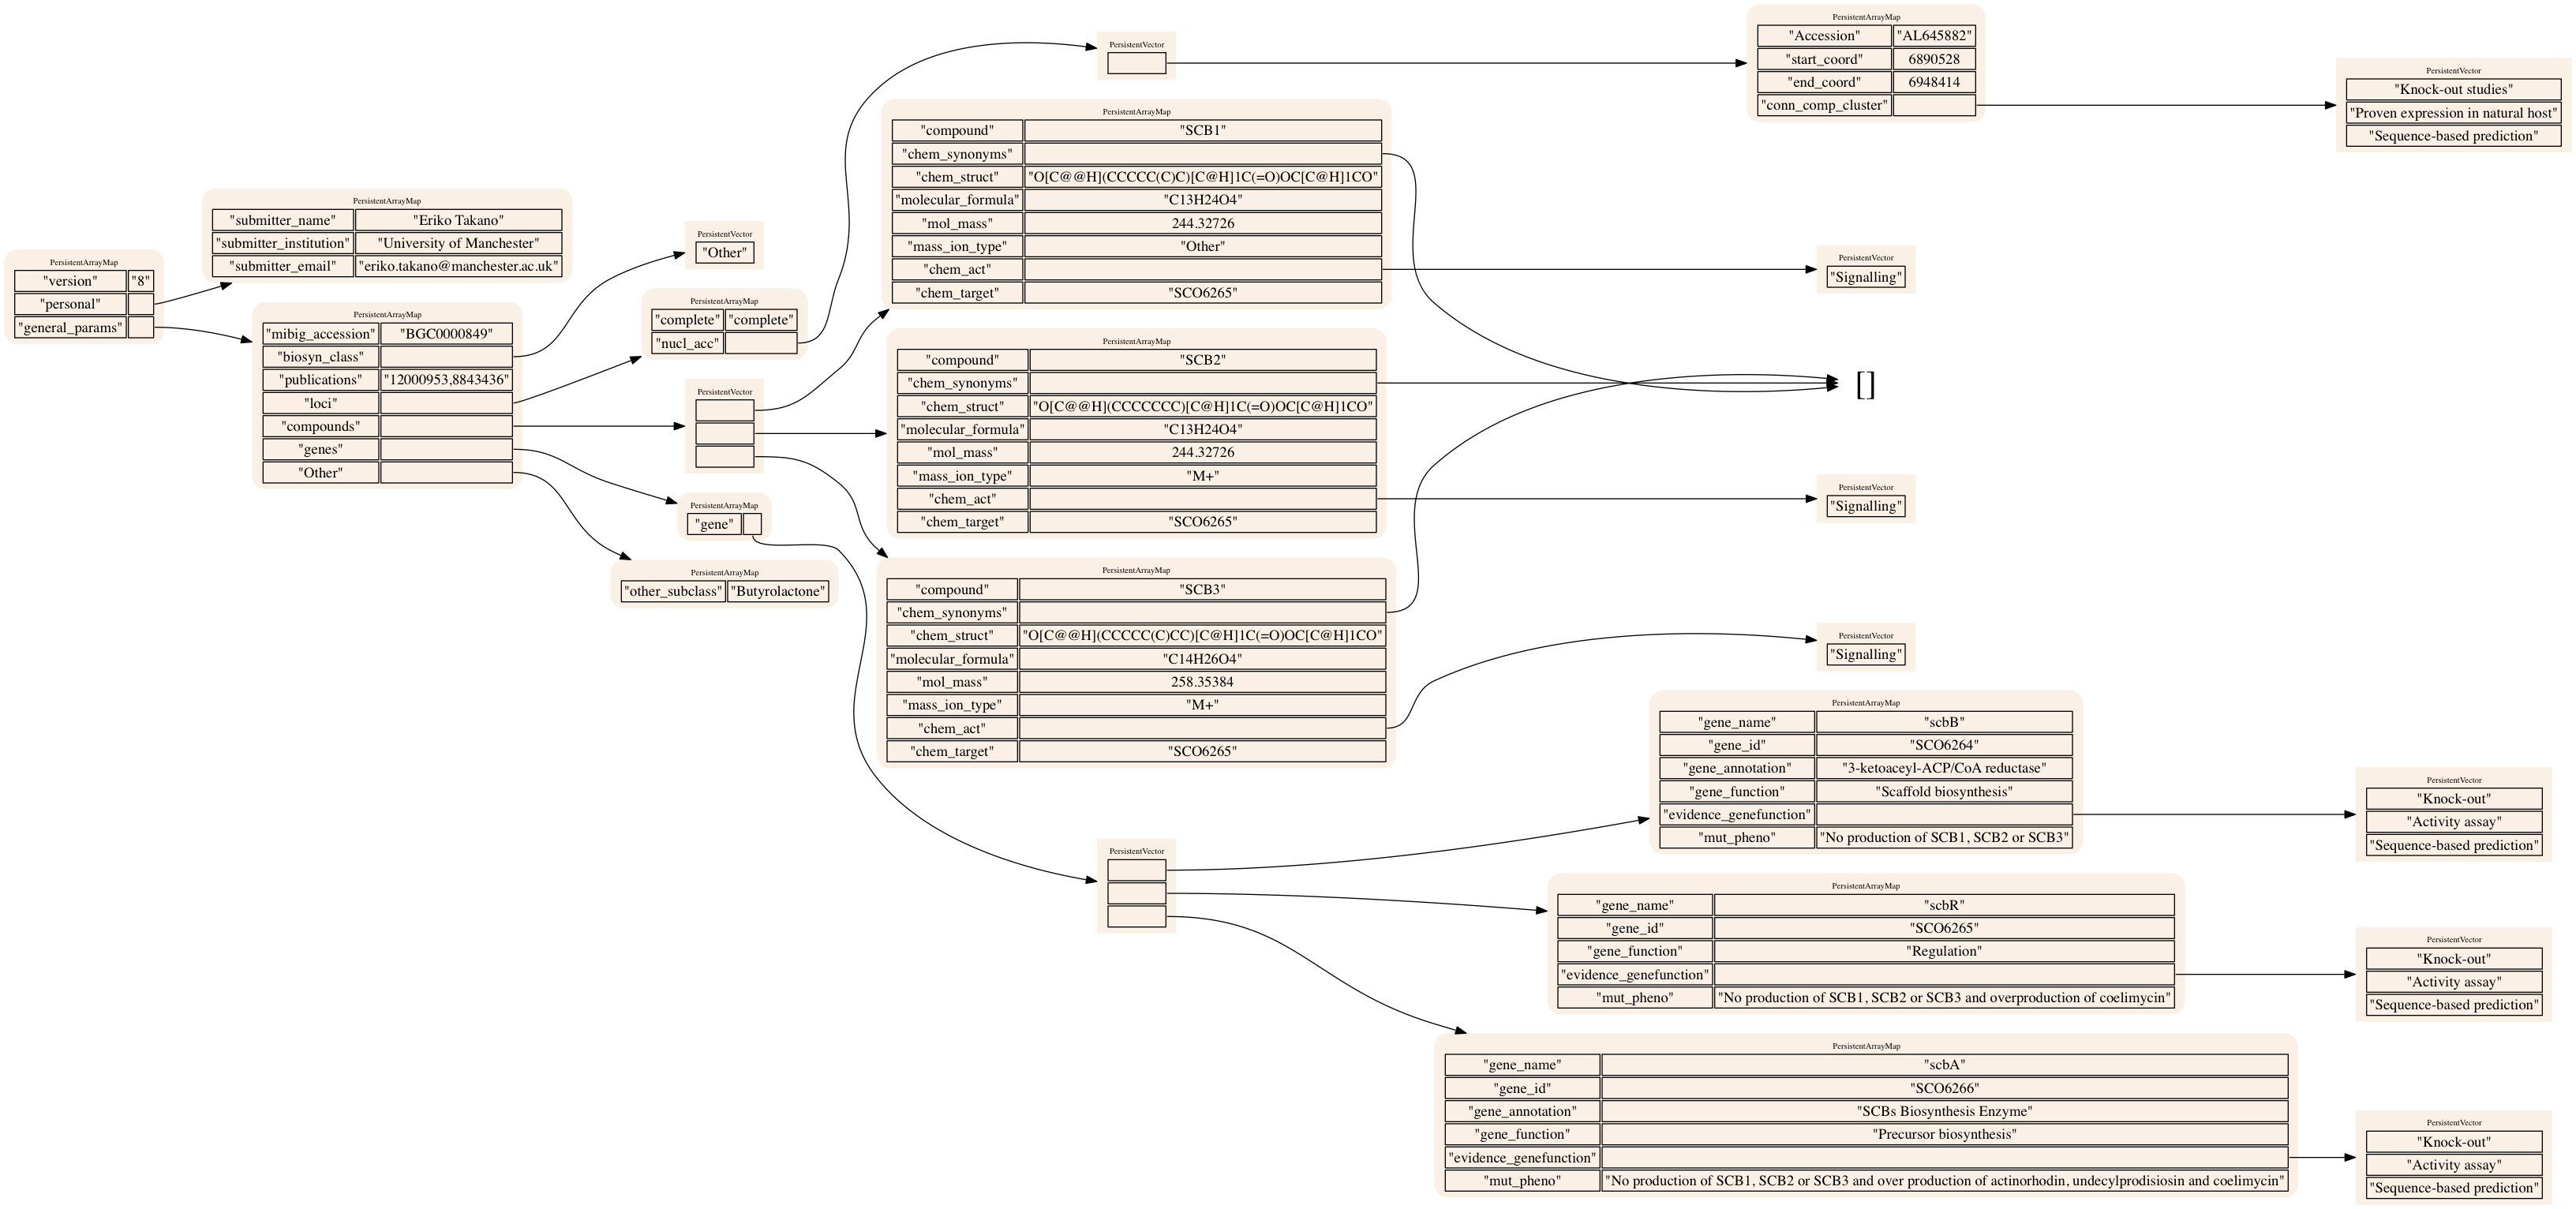 PersistentArrayMap
"version" "8"
"personal"
"general_params"
PersistentArrayMap
"submitter_name" "Eriko Takano"
"submitter_institution" "University of Manchester"
"submitter_email" "eriko.takano@manchester.ac.uk"
PersistentArrayMap
"mibig_accession" "BGC0000849"
"biosyn_class"
"publications" "12000953,8843436"
"loci"
"compounds"
"genes"
"Other"
PersistentVector
"Other"
PersistentArrayMap
"complete" "complete"
"nucl_acc"
PersistentVector
PersistentArrayMap
"gene"
PersistentArrayMap
"other_subclass" "Butyrolactone"
PersistentVector
PersistentArrayMap
"compound" "SCB1"
"chem_synonyms"
"chem_struct" "O[C@@H](CCCCC(C)C)[C@H]1C(=O)OC[C@H]1CO"
"molecular_formula" "C13H24O4"
"mol_mass" 244.32726
"mass_ion_type" "Other"
"chem_act"
"chem_target" "SCO6265"
PersistentArrayMap
"compound" "SCB2"
"chem_synonyms"
"chem_struct" "O[C@@H](CCCCCCC)[C@H]1C(=O)OC[C@H]1CO"
"molecular_formula" "C13H24O4"
"mol_mass" 244.32726
"mass_ion_type" "M+"
"chem_act"
"chem_target" "SCO6265"
PersistentArrayMap
"compound" "SCB3"
"chem_synonyms"
"chem_struct" "O[C@@H](CCCCC(C)CC)[C@H]1C(=O)OC[C@H]1CO"
"molecular_formula" "C14H26O4"
"mol_mass" 258.35384
"mass_ion_type" "M+"
"chem_act"
"chem_target" "SCO6265"
PersistentVector
PersistentArrayMap
"Accession" "AL645882"
"start_coord" 6890528
"end_coord" 6948414
"conn_comp_cluster"
PersistentVector
"Knock-out studies"
"Proven expression in natural host"
"Sequence-based prediction"
PersistentVector
"Signalling"
[]
PersistentVector
"Signalling"
PersistentVector
"Signalling"
PersistentArrayMap
"gene_name" "scbB"
"gene_id" "SCO6264"
"gene_annotation" "3-ketoaceyl-ACP/CoA reductase"
"gene_function" "Scaffold biosynthesis"
"evidence_genefunction"
"mut_pheno" "No production of SCB1, SCB2 or SCB3"
PersistentVector
"Knock-out"
"Activity assay"
"Sequence-based prediction"
PersistentArrayMap
"gene_name" "scbR"
"gene_id" "SCO6265"
"gene_function" "Regulation"
"evidence_genefunction"
"mut_pheno" "No production of SCB1, SCB2 or SCB3 and overproduction of coelimycin"
PersistentVector
"Knock-out"
"Activity assay"
"Sequence-based prediction"
PersistentArrayMap
"gene_name" "scbA"
"gene_id" "SCO6266"
"gene_annotation" "SCBs Biosynthesis Enzyme"
"gene_function" "Precursor biosynthesis"
"evidence_genefunction"
"mut_pheno" "No production of SCB1, SCB2 or SCB3 and over production of actinorhodin, undecylprodisiosin and coelimycin"
PersistentVector
"Knock-out"
"Activity assay"
"Sequence-based prediction"